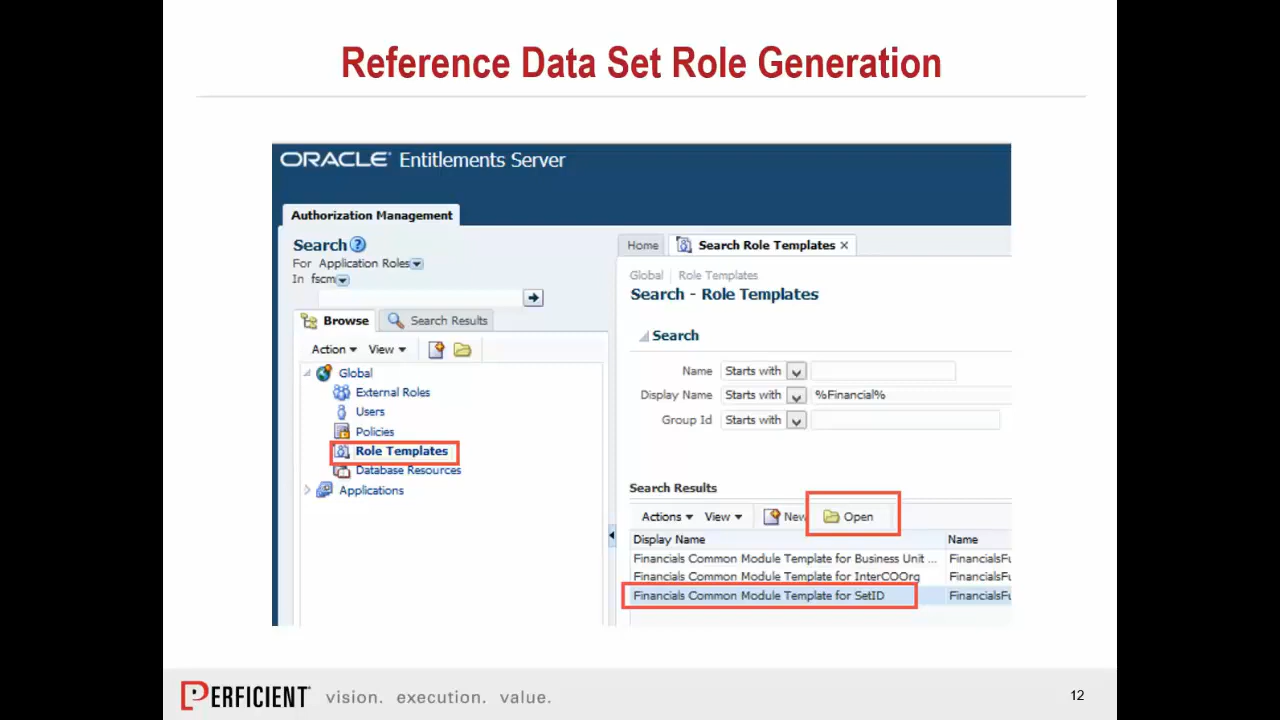 Reference Data Set Role Generation
ORACLE Entitlements Server
Authorization Management
Search
For Application Roles
In fscm
Browse
Search Results
Action View
Global
External Roles
Users
Policies
Role Templates
Database Resources
Applications
Home
Search Role Templates
Global Role Templates
Search - Role Templates
Search
Name Starts with
Display Name Starts with %Financial%
Group Id Starts with
Search Results
Actions View New Open
Display Name Name
Financials Common Module Template for Business Unit ... FinancialsFu
Financials Common Module Template for InterCOOrg FinancialsFu
Financials Common Module Template for SetID FinancialsFu
PERFICIENT vision. execution. value.
12